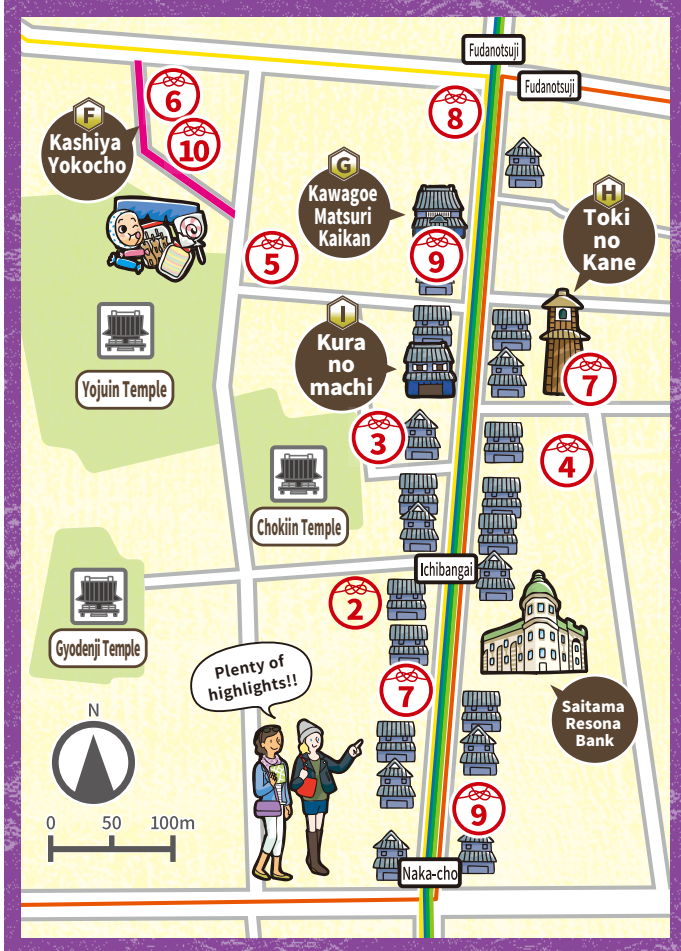 Fudanotsuji
Fudanotsuji
6
F
Kashiya
Yokocho
10
8
G
Kawagoe
Matsuri
Kaikan
H
Toki
no
Kane
5
9
I
Kura
no
machi
7
Yojuin Temple
3
4
Chokiin Temple
Ichibangai
2
Gyodenji Temple
Plenty of
highlights!!
7
Saitama
Resona
Bank
N
0 50 100m
9
Naka-cho